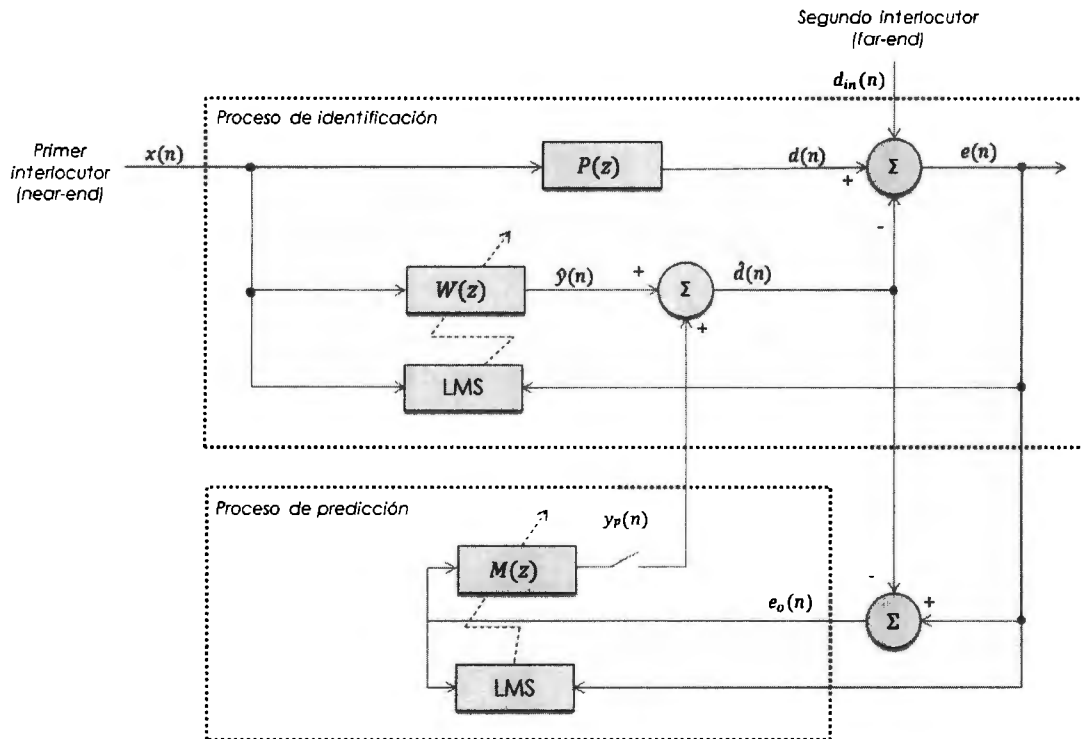 Segundo interlocutor
(far-end)
d_in(n)
Proceso de identificación
Primer
interlocutor
(near-end)
x(n)
P(z)
d(n)
+
Σ
e(n)
-
W(z)
ŷ(n)
+
Σ
d̂(n)
+
LMS
Proceso de predicción
y_p(n)
M(z)
-
e_o(n)
+
Σ
LMS